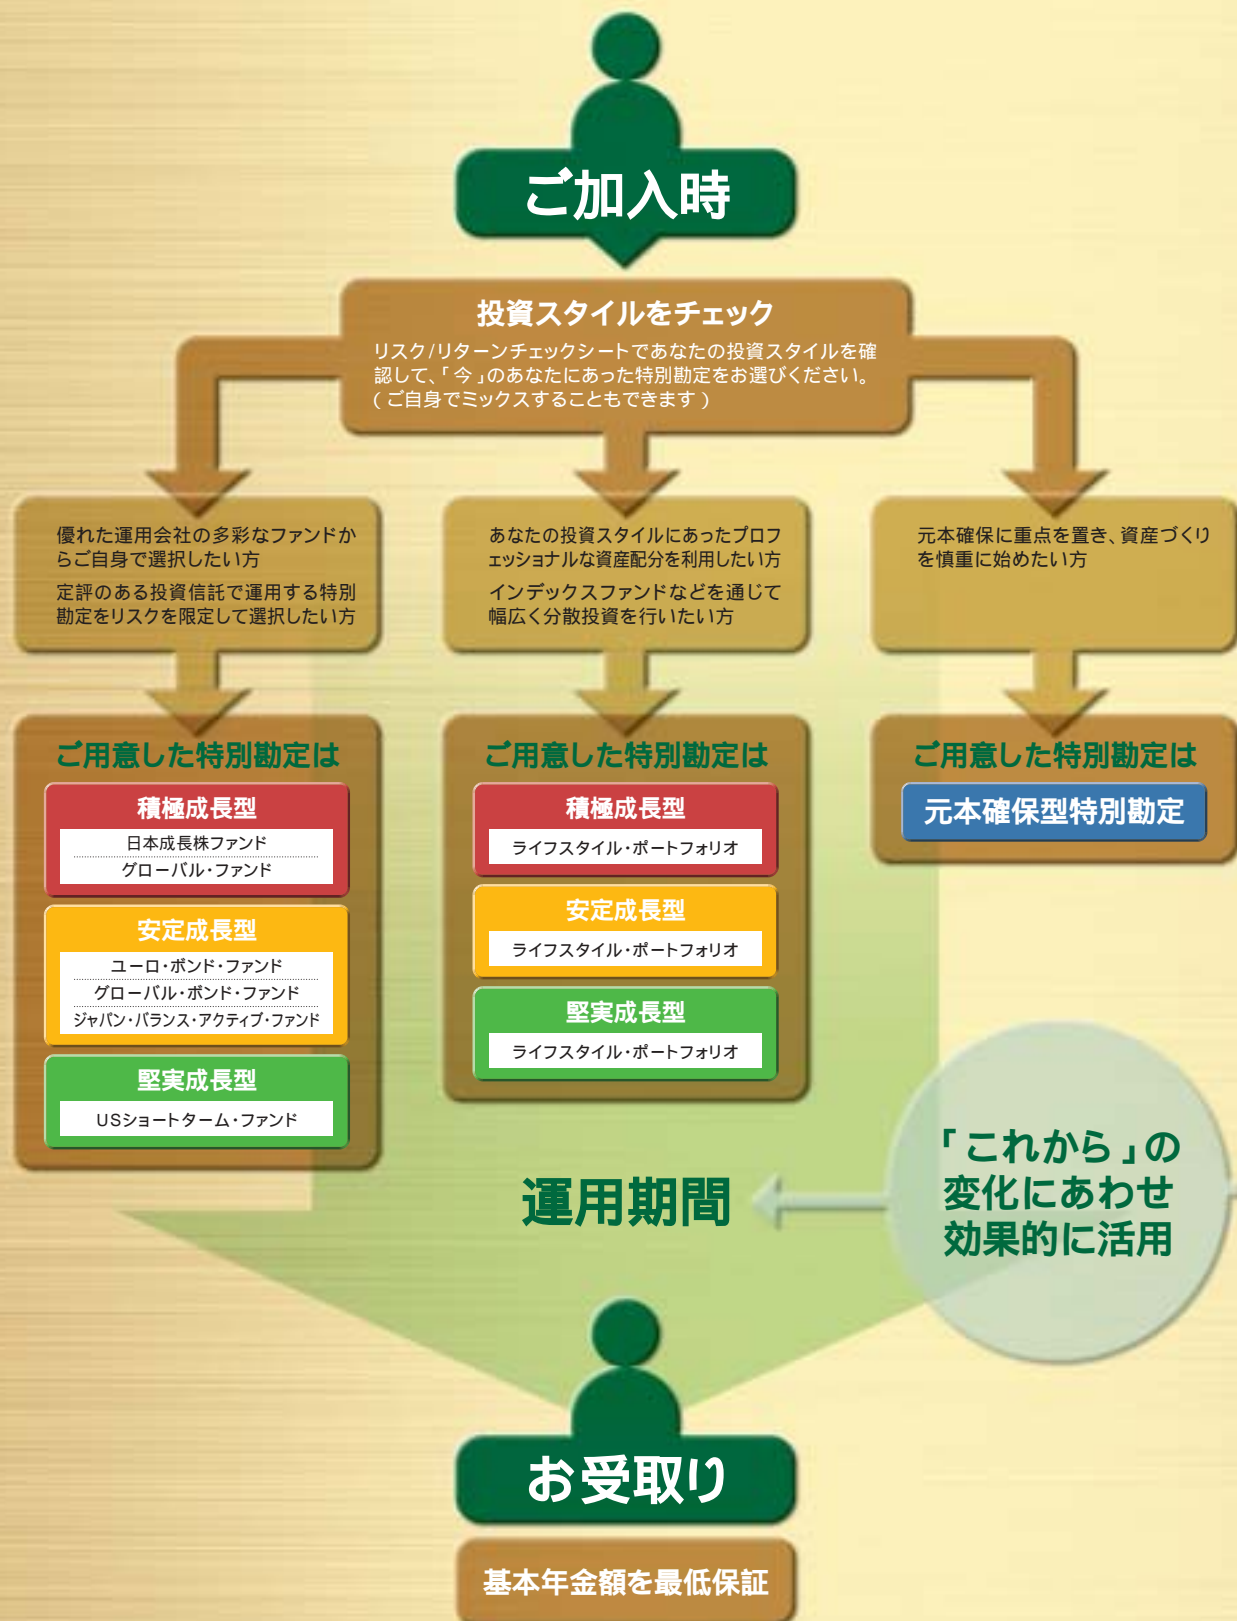 ご加入時
投資スタイルをチェック
リスク/リターンチェックシートであなたの投資スタイルを確
認して、「今」のあなたにあった特別勘定をお選びください。
(ご自身でミックスすることもできます)
優れた運用会社の多彩なファンドか
らご自身で選択したい方
定評のある投資信託で運用する特別
勘定をリスクを限定して選択したい方
あなたの投資スタイルにあったプロフ
ェッショナルな資産配分を利用したい方
インデックスファンドなどを通じて
幅広く分散投資を行いたい方
元本確保に重点を置き、資産づくり
を慎重に始めたい方
ご用意した特別勘定は
積極成長型
日本成長株ファンド
グローバル・ファンド
安定成長型
ユーロ・ボンド・ファンド
グローバル・ボンド・ファンド
ジャパン・バランス・アクティブ・ファンド
堅実成長型
USショートターム・ファンド
ご用意した特別勘定は
積極成長型
ライフスタイル・ポートフォリオ
安定成長型
ライフスタイル・ポートフォリオ
堅実成長型
ライフスタイル・ポートフォリオ
ご用意した特別勘定は
元本確保型特別勘定
運用期間
「これから」の
変化にあわせ
効果的に活用
お受取り
基本年金額を最低保証